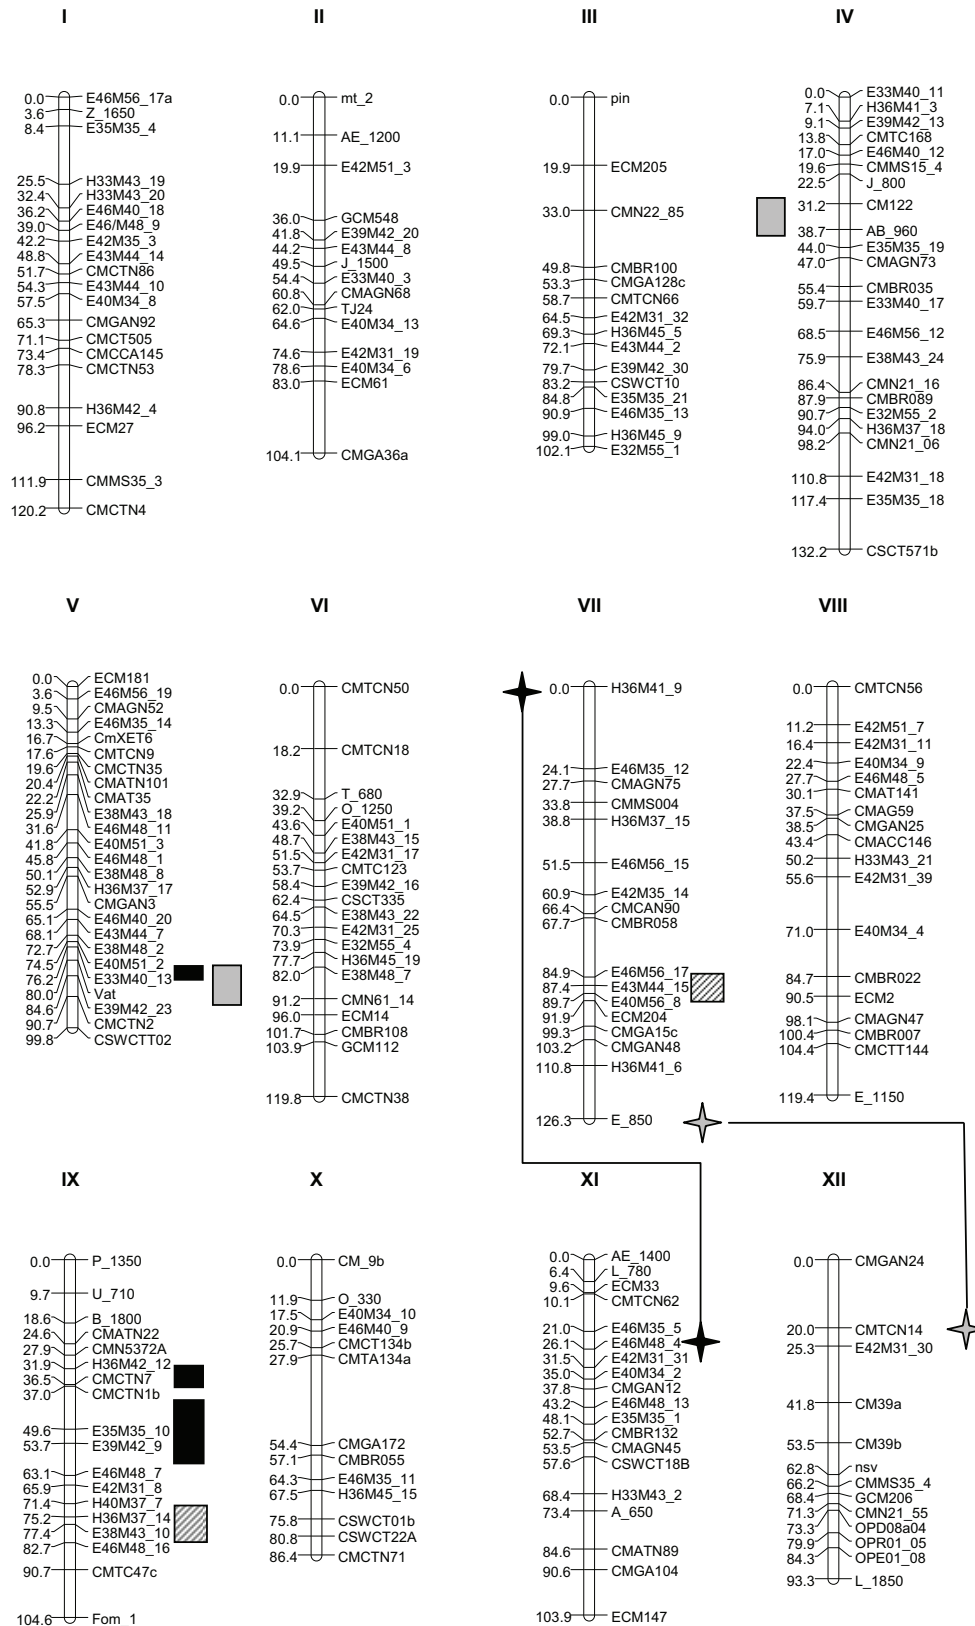 I
0.0 E46M56_17a
3.6 Z_1650
8.4 E35M35_4
25.5 H33M43_19
32.4 H33M43_20
36.2 E46M40_18
39.0 E46/M48_9
42.2 E42M35_3
48.8 E43M44_14
51.7 CMCTN86
54.3 E43M44_10
57.5 E40M34_8
65.3 CMGAN92
71.1 CMCT505
73.4 CMCCA145
78.3 CMCTN53
90.8 H36M42_4
96.2 ECM27
111.9 CMMS35_3
120.2 CMCTN4
II
0.0 mt_2
11.1 AE_1200
19.9 E42M51_3
36.0 GCM548
41.8 E39M42_20
44.2 E43M44_8
49.5 J_1500
54.4 E33M40_3
60.8 CMAGN68
62.0 TJ24
64.6 E40M34_13
74.6 E42M31_19
78.6 E40M34_6
83.0 ECM61
104.1 CMGA36a
III
0.0 pin
19.9 ECM205
33.0 CMN22_85
49.8 CMBR100
53.3 CMGA128c
58.7 CMTCN66
64.5 E42M31_32
69.3 H36M45_5
72.1 E43M44_2
79.7 E39M42_30
83.2 CSWCT10
84.8 E35M35_21
90.9 E46M35_13
99.0 H36M45_9
102.1 E32M55_1
IV
0.0 E33M40_11
7.1 H36M41_3
9.1 E39M42_13
13.8 CMTC168
17.0 E46M40_12
19.6 CMMS15_4
22.5 J_800
31.2 CM122
38.7 AB_960
44.0 E35M35_19
47.0 CMAGN73
55.4 CMBR035
59.7 E33M40_17
68.5 E46M56_12
75.9 E38M43_24
86.4 CMN21_16
87.9 CMBR089
90.7 E32M55_2
94.0 H36M37_18
98.2 CMN21_06
110.8 E42M31_18
117.4 E35M35_18
132.2 CSCT571b
V
0.0 ECM181
3.6 E46M56_19
9.5 CMAGN52
13.3 E46M35_14
16.7 CmXET6
17.6 CMTCN9
19.6 CMCTN35
20.4 CMATN101
22.2 CMAT35
25.9 E38M43_18
31.6 E46M48_11
41.8 E40M51_3
45.8 E46M48_1
50.1 E38M48_8
52.9 H36M37_17
55.5 CMGAN3
65.1 E46M40_20
68.1 E43M44_7
72.7 E38M48_2
74.5 E40M51_2
76.2 E33M40_13
80.0 Vat
84.6 E39M42_23
90.7 CMCTN2
99.8 CSWCTT02
VI
0.0 CMTCN50
18.2 CMTCN18
32.9 T_680
39.2 O_1250
43.6 E40M51_1
48.7 E38M43_15
51.5 E42M31_17
53.7 CMTC123
58.4 E39M42_16
62.4 CSCT335
64.5 E38M43_22
70.3 E42M31_25
73.9 E32M55_4
77.7 H36M45_19
82.0 E38M48_7
91.2 CMN61_14
96.0 ECM14
101.7 CMBR108
103.9 GCM112
119.8 CMCTN38
VII
0.0 H36M41_9
24.1 E46M35_12
27.7 CMAGN75
33.8 CMMS004
38.8 H36M37_15
51.5 E46M56_15
60.9 E42M35_14
66.4 CMCAN90
67.7 CMBR058
84.9 E46M56_17
87.4 E43M44_15
89.7 E40M56_8
91.9 ECM204
99.3 CMGA15c
103.2 CMGAN48
110.8 H36M41_6
126.3 E_850
VIII
0.0 CMTCN56
11.2 E42M51_7
16.4 E42M31_11
22.4 E40M34_9
27.7 E46M48_5
30.1 CMAT141
37.5 CMAG59
38.5 CMGAN25
43.4 CMACC146
50.2 H33M43_21
55.6 E42M31_39
71.0 E40M34_4
84.7 CMBR022
90.5 ECM2
98.1 CMAGN47
100.4 CMBR007
104.4 CMCTT144
119.4 E_1150
IX
0.0 P_1350
9.7 U_710
18.6 B_1800
24.6 CMATN22
27.9 CMN5372A
31.9 H36M42_12
36.5 CMCTN7
37.0 CMCTN1b
49.6 E35M35_10
53.7 E39M42_9
63.1 E46M48_7
65.9 E42M31_8
71.4 H40M37_7
75.2 H36M37_14
77.4 E38M43_10
82.7 E46M48_16
90.7 CMTC47c
104.6 Fom_1
X
0.0 CM_9b
11.9 O_330
17.5 E40M34_10
20.9 E46M40_9
25.7 CMCT134b
27.9 CMTA134a
54.4 CMGA172
57.1 CMBR055
64.3 E46M35_11
67.5 H36M45_15
75.8 CSWCT01b
80.8 CSWCT22A
86.4 CMCTN71
XI
0.0 AE_1400
6.4 L_780
9.6 ECM33
10.1 CMTCN62
21.0 E46M35_5
26.1 E46M48_4
31.5 E42M31_31
35.0 E40M34_2
37.8 CMGAN12
43.2 E46M48_13
48.1 E35M35_1
52.7 CMBR132
53.5 CMAGN45
57.6 CSWCT18B
68.4 H33M43_2
73.4 A_650
84.6 CMATN89
90.6 CMGA104
103.9 ECM147
XII
0.0 CMGAN24
20.0 CMTCN14
25.3 E42M31_30
41.8 CM39a
53.5 CM39b
62.8 nsv
66.2 CMMS35_4
68.4 GCM206
71.3 CMN21_55
73.3 OPD08a04
79.9 OPR01_05
84.3 OPE01_08
93.3 L_1850